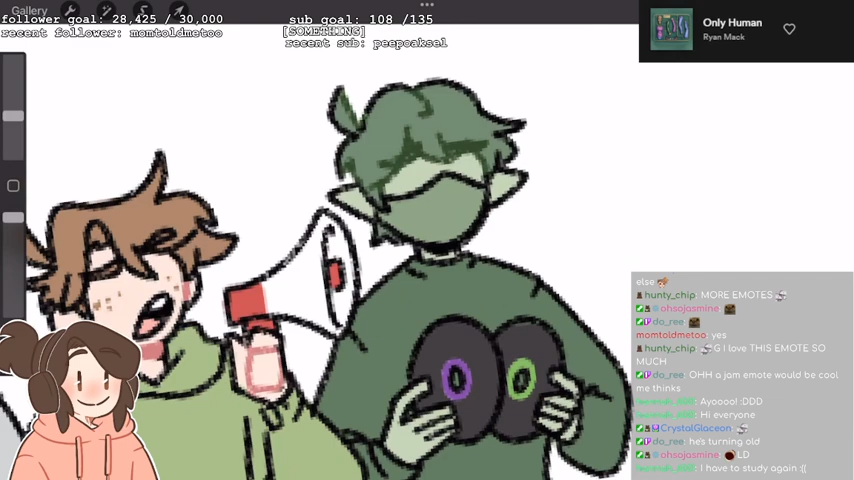 Gallery
follower goal: 28,425 / 30,000
recent follower: momtoldmetoo
sub goal: 108 /135
[SOMETHING]
recent sub: peepoaksel
Only Human
Ryan Mack
else
hunty_chip: MORE EMOTES
ohsojasmine:
do_ree:
momtoldmetoo: yes
hunty_chip: G I love THIS EMOTE SO
MUCH
do_ree: OHH a jam emote would be cool
me thinks
: Ayoooo! :DDD
: Hi everyone
CrystalGlaceon:
do_ree: he's turning old
ohsojasmine: LD
: I have to study again :((